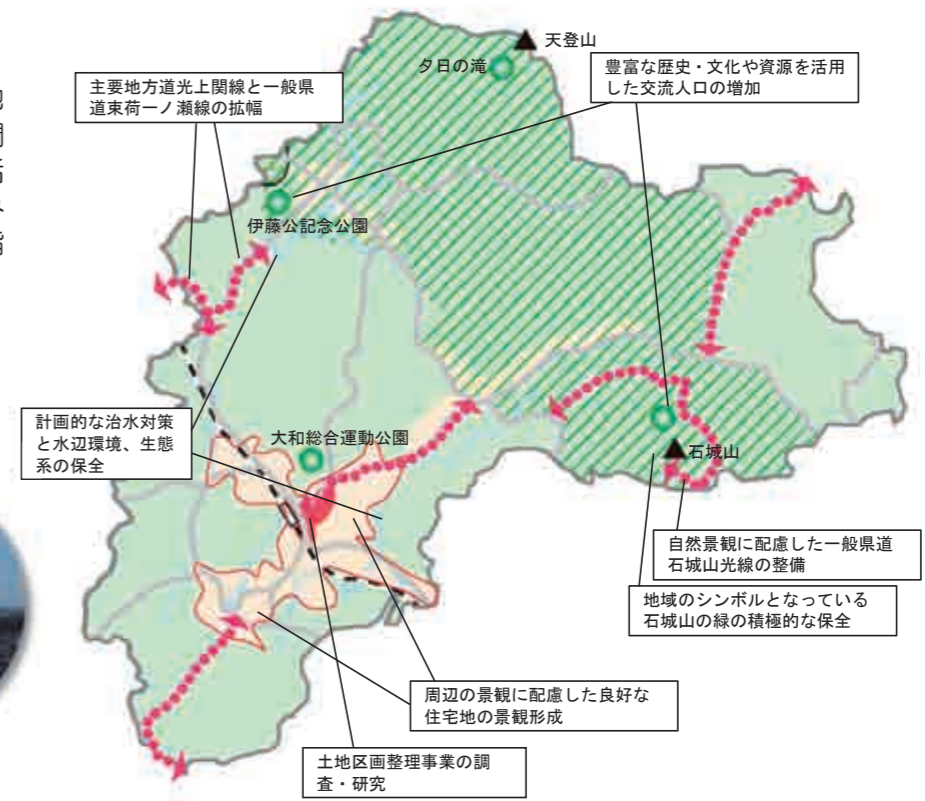 天登山
夕日の滝
豊富な歴史・文化や資源を活用
した交流人口の増加
主要地方道光上関線と一般県
道束荷一ノ瀬線の拡幅
伊藤公記念公園
計画的な治水対策
と水辺環境、生態
系の保全
大和総合運動公園
石城山
自然景観に配慮した一般県道
石城山光線の整備
地域のシンボルとなっている
石城山の緑の積極的な保全
周辺の景観に配慮した良好な
住宅地の景観形成
土地区画整理事業の調
査・研究